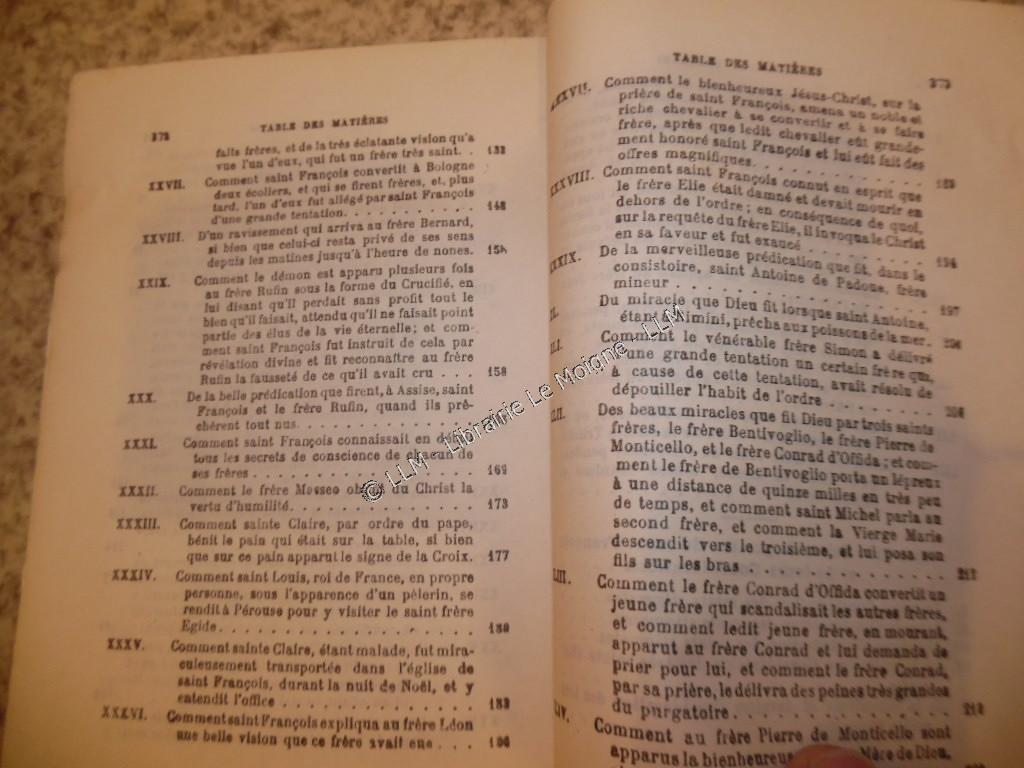 372
TABLE DES MATIÈRES
faits frères, et de la très éclatante vision qu'a
vue l'un d'eux, qui fut un frère très saint. . 133
XXVII. Comment saint François convertit à Bologne
deux écoliers, et qui se firent frères, et, plus
tard, l'un d'eux fut allégé par saint François
d'une grande tentation. . . . . . . . . . . .
XXVIII. D'un ravissement qui arriva au frère Bernard,
si bien que celui-ci resta privé de ses sens
depuis les matines jusqu'à l'heure de nones.
XXIX. Comment le démon est apparu plusieurs fois
au frère Rufin sous la forme du Crucifié, en
lui disant qu'il perdait sans profit tout le
bien qu'il faisait, attendu qu'il ne faisait point
partie des élus de la vie éternelle; et com-
ment saint François fut instruit de cela par
révélation divine et fit reconnaître au frère
Rufin la fausseté de ce qu'il avait cru . . . 158
XXX. De la belle prédication que firent, à Assise, saint
François et le frère Rufin, quand ils prê-
chèrent tout nus. . . . . . . . . .
XXXI. Comment saint François connaissait en
tous les secrets de conscience de chacun de
ses frères . . . . . . . . . . . . . . . 169
XXXII. Comment le frère Masseo du Christ la
vertu d'humilité. . . . . . . . . . . . . . 173
XXXIII. Comment sainte Claire, par ordre du pape,
bénit le pain qui était sur la table, si bien
que sur ce pain apparut le signe de la Croix. 177
XXXIV. Comment saint Louis, roi de France, en propre
personne, sous l'apparence d'un pèlerin, se
rendit à Pérouse pour y visiter le saint frère
Egide. . . . . . . . . . . . . . . . . . 180
XXXV. Comment sainte Claire, étant malade, fut mira-
culeusement transportée dans l'église de
saint François, durant la nuit de Noël, et y
entendit l'office . . . . . . . . . . . . . 183
XXXVI. Comment saint François expliqua au frère Léon
une belle vision que ce frère avait eue . . . 186
TABLE DES MATIÈRES
373
XXXVII. Comment le bienheureux Jésus-Christ, sur la
prière de saint François, amena un noble et
riche chevalier à se convertir et à se faire
frère, après que ledit chevalier eût grande-
ment honoré saint François et lui eût fait des
offres magnifiques. . . . . . . . . . . . .
XXXVIII. Comment saint François connut en esprit que
le frère Elie était damné et devait mourir en
dehors de l'ordre; en conséquence de quoi,
sur la requête du frère Elie, il invoqua le Christ
en sa faveur et fut exaucé . . . . . . . . .
XXXIX. De la merveilleuse prédication que fit, dans le
consistoire, saint Antoine de Padoue, frère
mineur . . . . . . . . . . . . . . . . . 197
XL. Du miracle que Dieu fit lorsque saint Antoine,
étant à Rimini, prêcha aux poissons de la mer.
XLI. Comment le vénérable frère Simon a délivré
d'une grande tentation un certain frère qui,
à cause de cette tentation, avait résolu de
dépouiller l'habit de l'ordre . . . . . . . .
XLII. Des beaux miracles que fit Dieu par trois saints
frères, le frère Bentivoglio, le frère Pierre de
Monticello, et le frère Conrad d'Offida; et com-
ment le frère de Bentivoglio porta un lépreux
à une distance de quinze milles en très peu
de temps, et comment saint Michel parla au
second frère, et comment la Vierge Marie
descendit vers le troisième, et lui posa son
fils sur les bras . . . . . . . . . . . . .
XLIII. Comment le frère Conrad d'Offida convertit un
jeune frère qui scandalisait les autres frères,
et comment ledit jeune frère, en mourant,
apparut au frère Conrad et lui demanda de
prier pour lui, et comment le frère Conrad,
par sa prière, le délivra des peines très grandes
du purgatoire. . . . . . . . . . . . . . .
XLIV. Comment au frère Pierre de Monticello sont
apparus la bienheureuse Mère de Dieu,
© LLM - Librairie Le Moigne - LLM